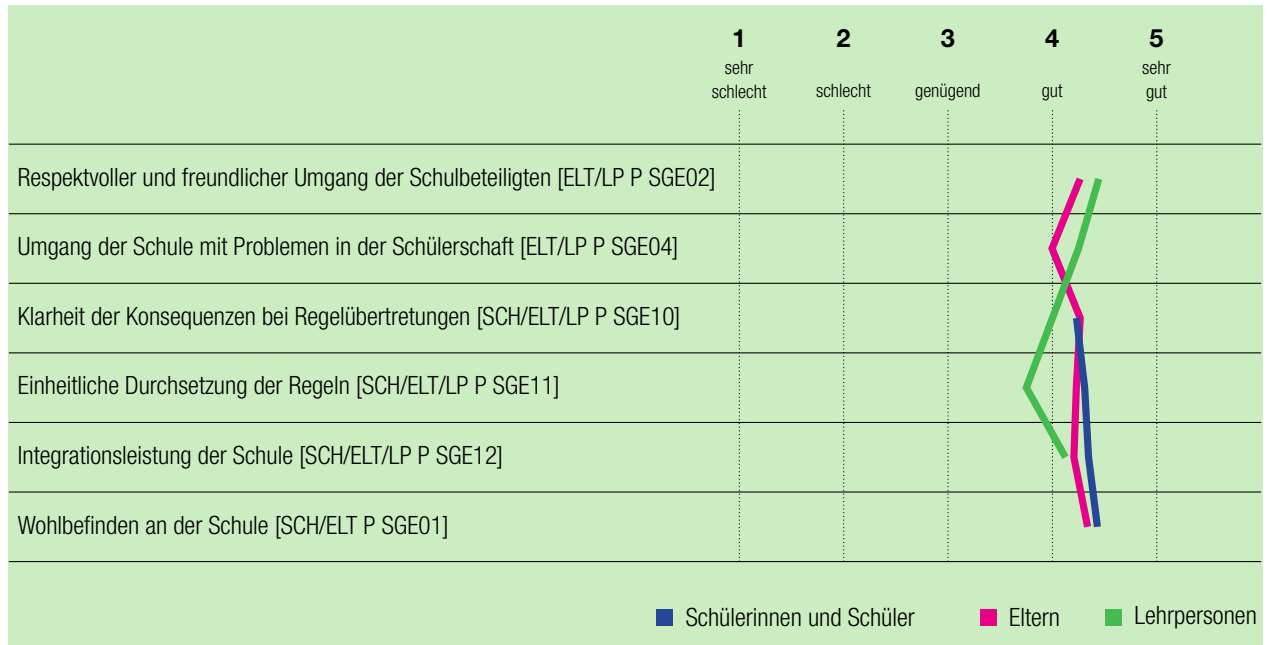 1 2 3 4 5
sehr schlecht schlecht genügend gut sehr gut
Respektvoller und freundlicher Umgang der Schulbeteiligten [ELT/LP P SGE02]
Umgang der Schule mit Problemen in der Schülerschaft [ELT/LP P SGE04]
Klarheit der Konsequenzen bei Regelübertretungen [SCH/ELT/LP P SGE10]
Einheitliche Durchsetzung der Regeln [SCH/ELT/LP P SGE11]
Integrationsleistung der Schule [SCH/ELT/LP P SGE12]
Wohlbefinden an der Schule [SCH/ELT P SGE01]
Schülerinnen und Schüler Eltern Lehrpersonen